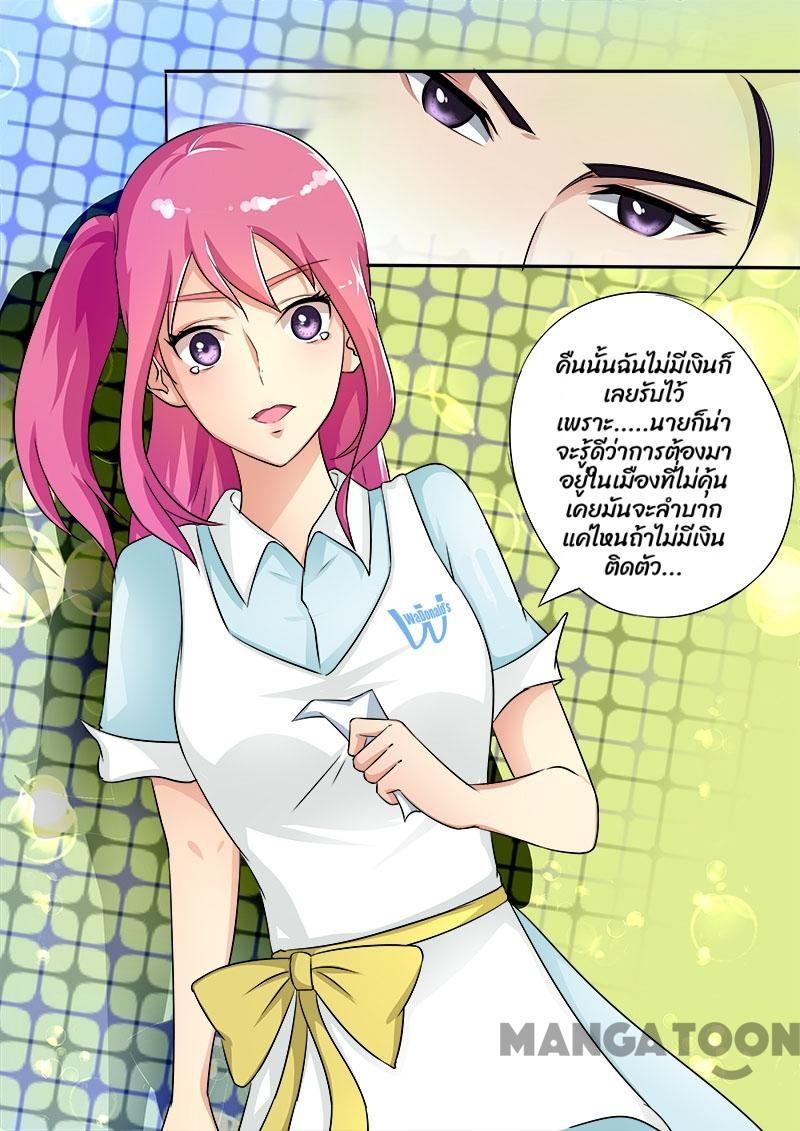 คืนนั้นฉันไม่มีเงินก็
เลยรับไว้
เพราะ.....นายก็น่า
จะรู้ดีว่าการต้องมา
อยู่ในเมืองที่ไม่คุ้น
เคยมันจะลำบาก
แค่ไหนถ้าไม่มีเงิน
ติดตัว...
WaDonald's
W
MANGATOON